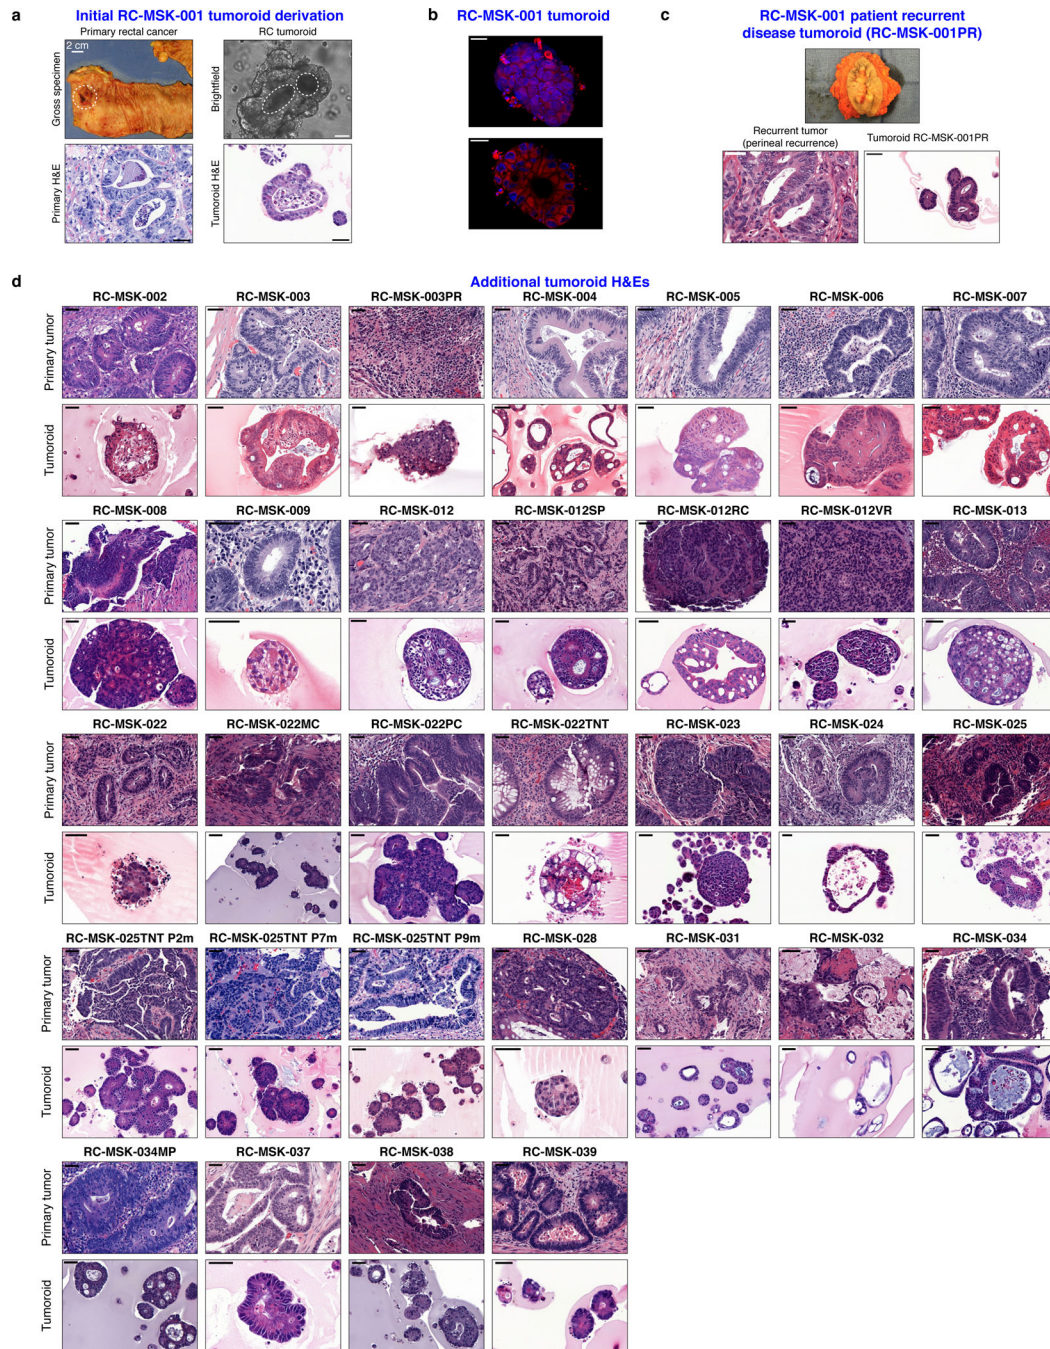 a
Initial RC-MSK-001 tumoroid derivation
Primary rectal cancer
RC tumoroid
2 cm
Gross specimen
Brightfield
Primary H&E
Tumoroid H&E
b
RC-MSK-001 tumoroid
c
RC-MSK-001 patient recurrent
disease tumoroid (RC-MSK-001PR)
Recurrent tumor
(perineal recurrence)
Tumoroid RC-MSK-001PR
d
Additional tumoroid H&Es
RC-MSK-002 RC-MSK-003 RC-MSK-003PR RC-MSK-004 RC-MSK-005 RC-MSK-006 RC-MSK-007
Primary tumor
Tumoroid
RC-MSK-008 RC-MSK-009 RC-MSK-012 RC-MSK-012SP RC-MSK-012RC RC-MSK-012VR RC-MSK-013
Primary tumor
Tumoroid
RC-MSK-022 RC-MSK-022MC RC-MSK-022PC RC-MSK-022TNT RC-MSK-023 RC-MSK-024 RC-MSK-025
Primary tumor
Tumoroid
RC-MSK-025TNT P2m RC-MSK-025TNT P7m RC-MSK-025TNT P9m RC-MSK-028 RC-MSK-031 RC-MSK-032 RC-MSK-034
Primary tumor
Tumoroid
RC-MSK-034MP RC-MSK-037 RC-MSK-038 RC-MSK-039
Primary tumor
Tumoroid